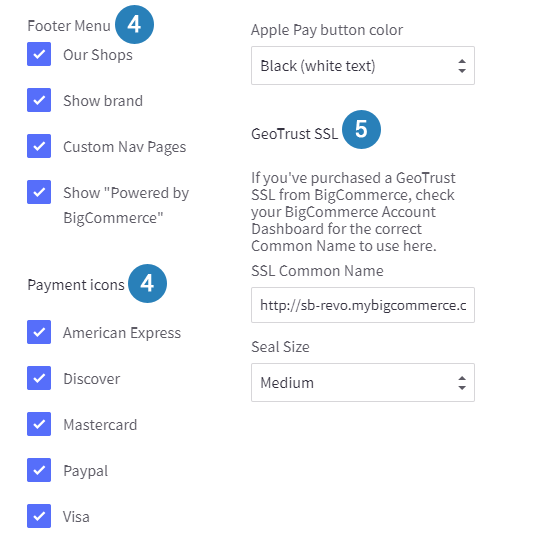 Footer Menu 4
Our Shops
Show brand
Custom Nav Pages
Show "Powered by
BigCommerce"
Payment icons 4
American Express
Discover
Mastercard
Paypal
Visa
Apple Pay button color
Black (white text)
GeoTrust SSL 5
If you've purchased a GeoTrust
SSL from BigCommerce, check
your BigCommerce Account
Dashboard for the correct
Common Name to use here.
SSL Common Name
http://sb-revo.mybigcommerce.c
Seal Size
Medium